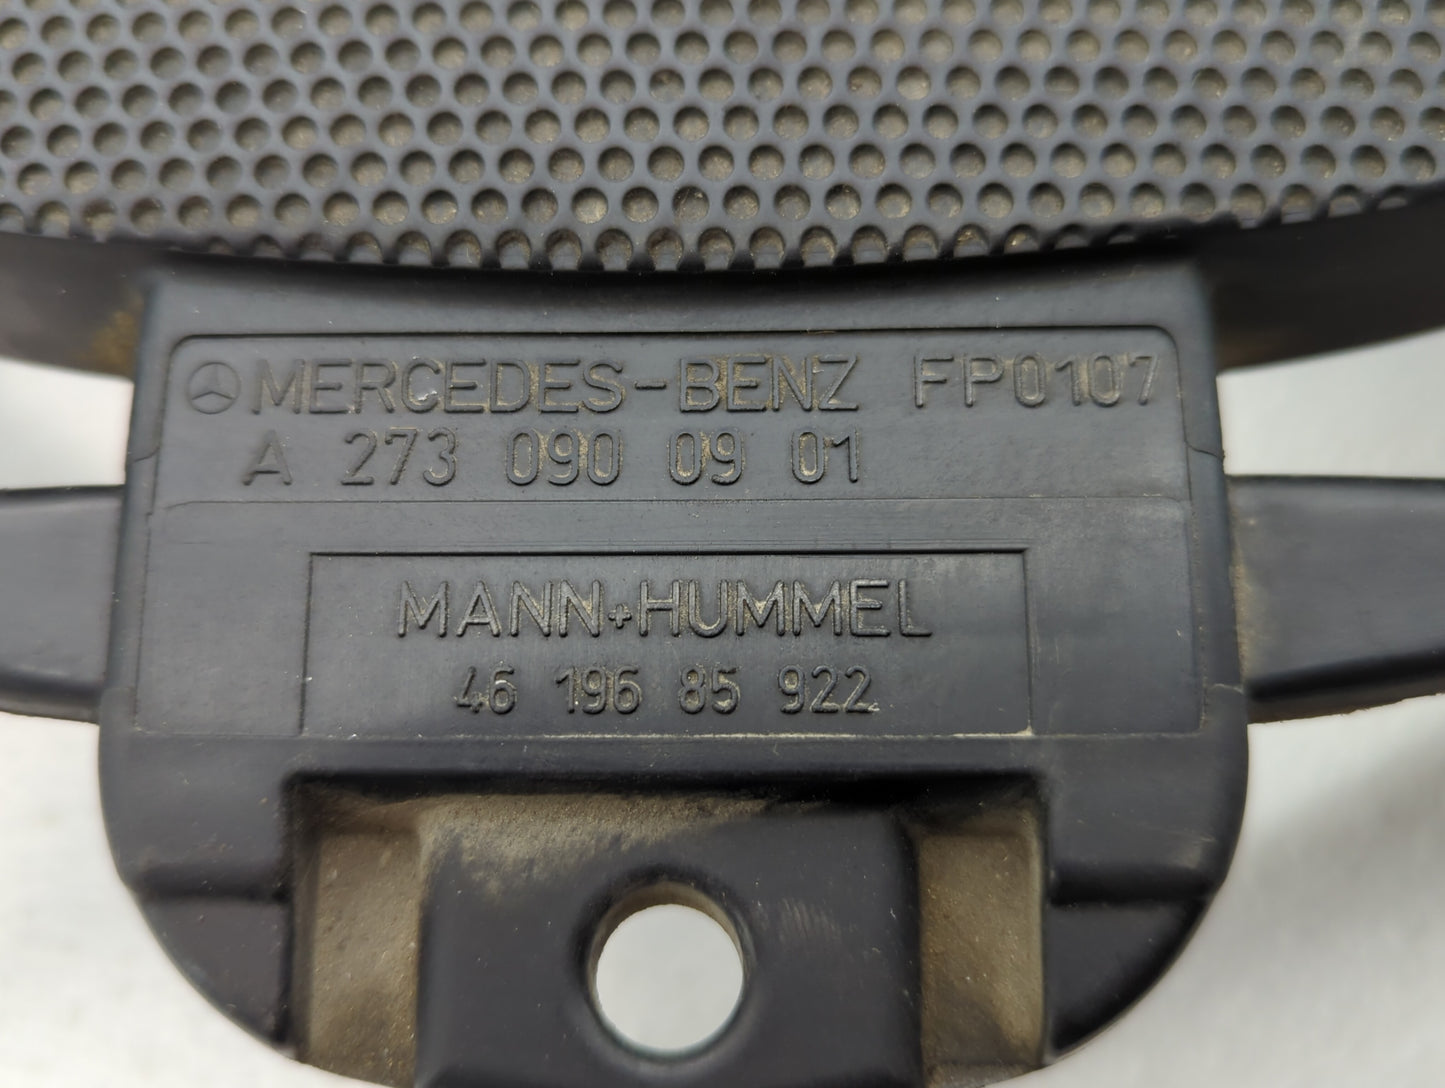 MERCEDES-BENZ FP0107
A 273 090 09 01
MANN+HUMMEL
46 196 85 922